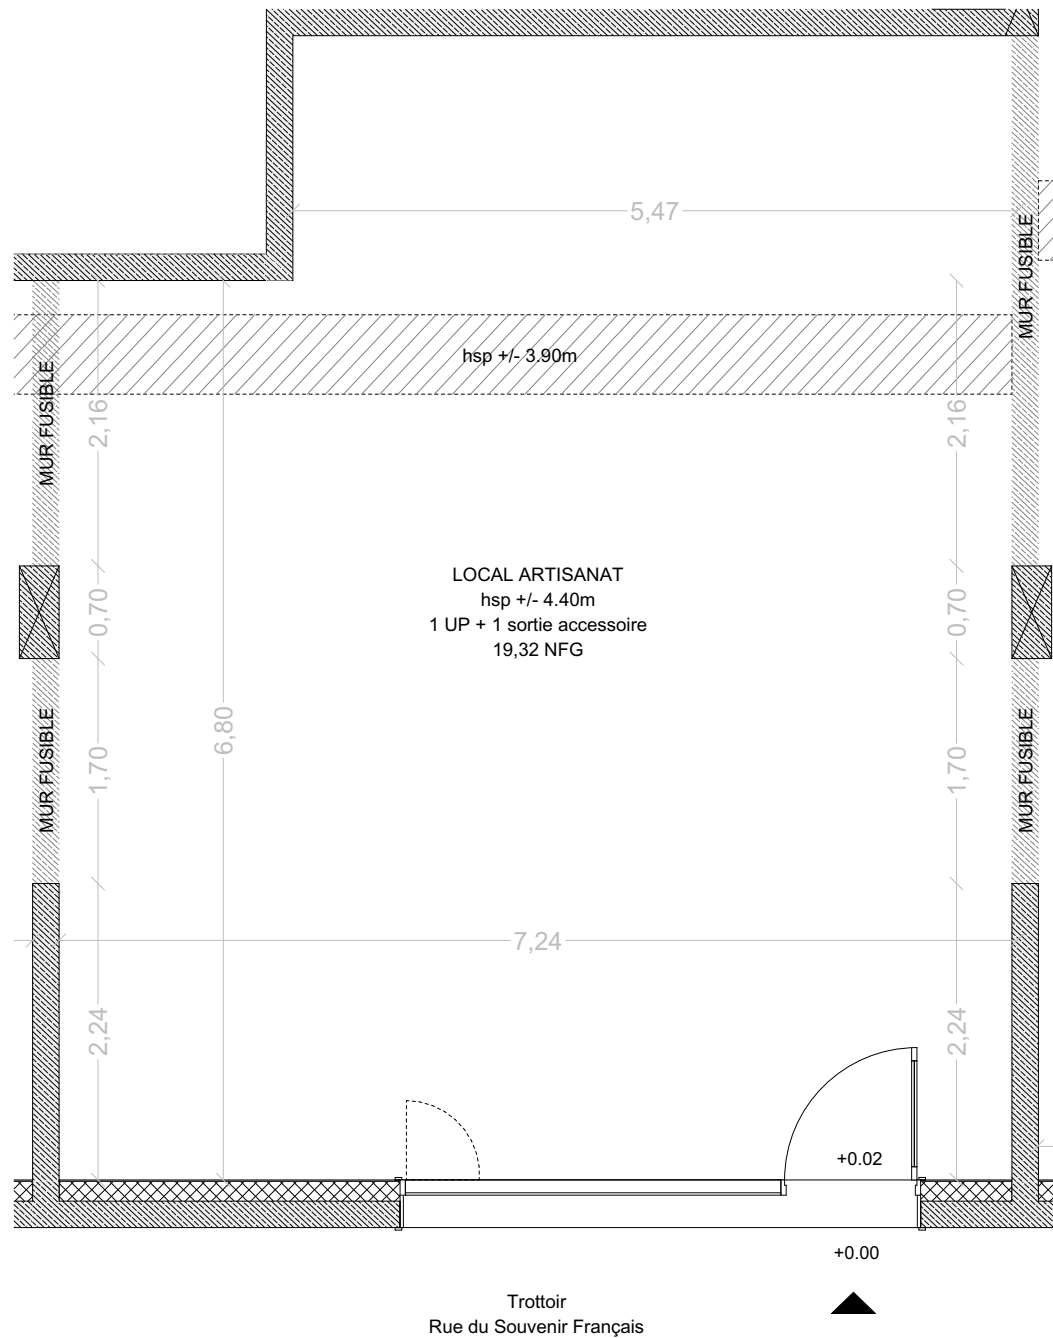 5,47
MUR FUSIBLE
hsp +/- 3.90m
MUR FUSIBLE
2,16
2,16
LOCAL ARTISANAT
hsp +/- 4.40m
1 UP + 1 sortie accessoire
19,32 NFG
0,70
0,70
6,80
MUR FUSIBLE
1,70
1,70
MUR FUSIBLE
7,24
2,24
2,24
+0.02
+0.00
Trottoir
Rue du Souvenir Français